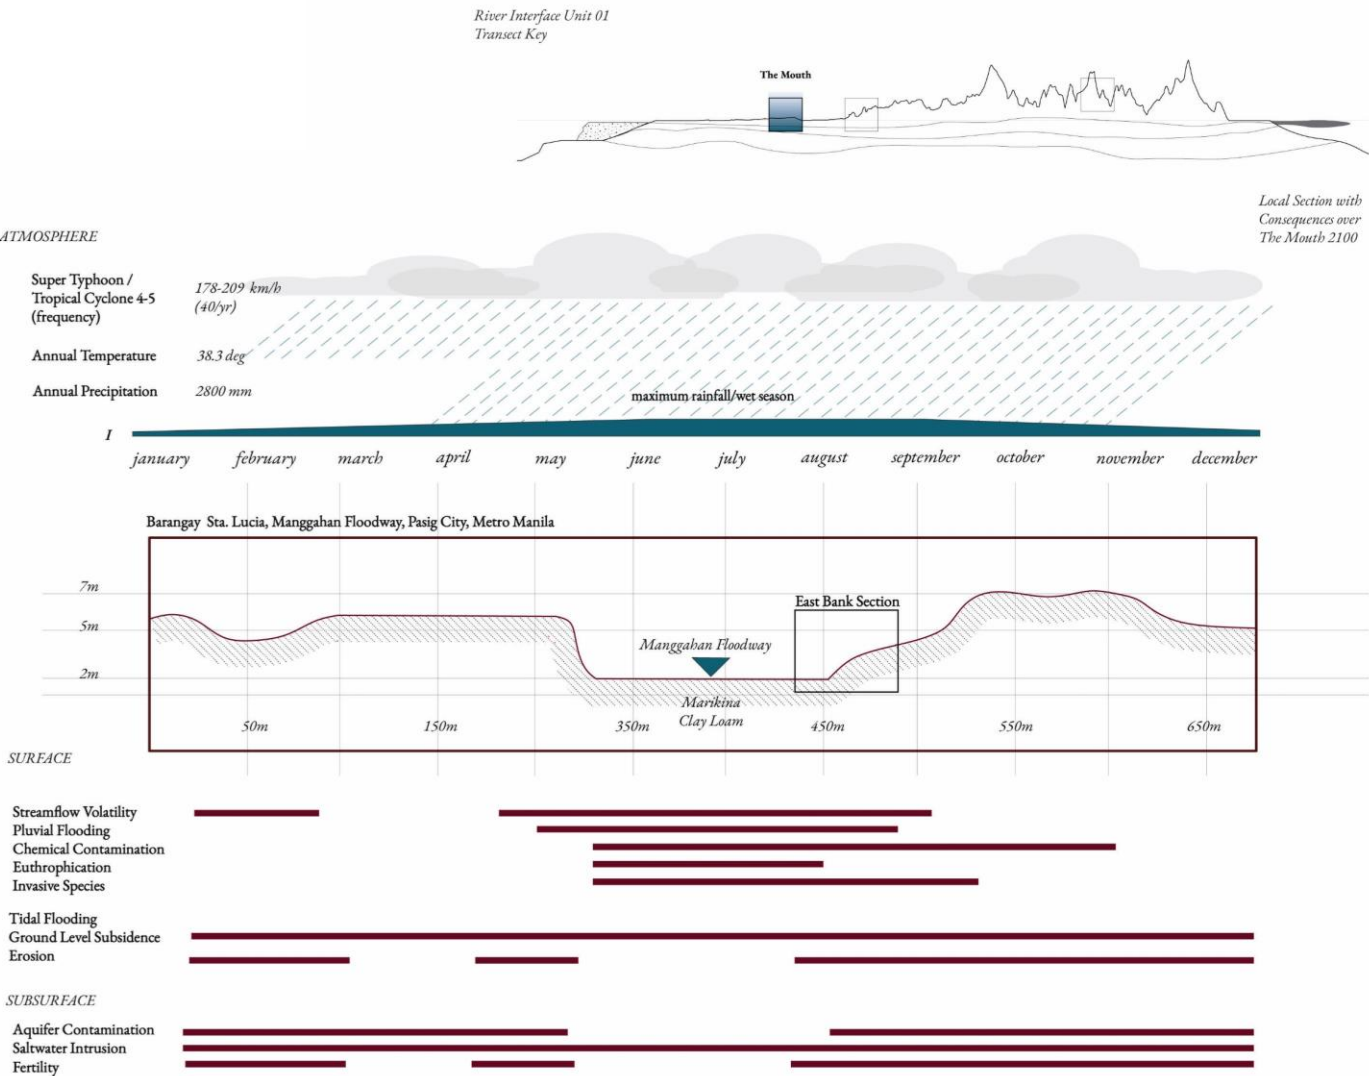 River Interface Unit 01
Transect Key
The Mouth
Local Section with
Consequences over
The Mouth 2100
ATMOSPHERE
Super Typhoon /
Tropical Cyclone 4-5
(frequency)
178-209 km/h
(40/yr)
Annual Temperature
38.3 deg
Annual Precipitation
2800 mm
maximum rainfall/wet season
I
january february march april may june july august september october november december
Barangay Sta. Lucia, Manggahan Floodway, Pasig City, Metro Manila
7m
5m
2m
East Bank Section
Manggahan Floodway
Marikina
Clay Loam
50m 150m 350m 450m 550m 650m
SURFACE
Streamflow Volatility
Pluvial Flooding
Chemical Contamination
Euthrophication
Invasive Species
Tidal Flooding
Ground Level Subsidence
Erosion
SUBSURFACE
Aquifer Contamination
Saltwater Intrusion
Fertility